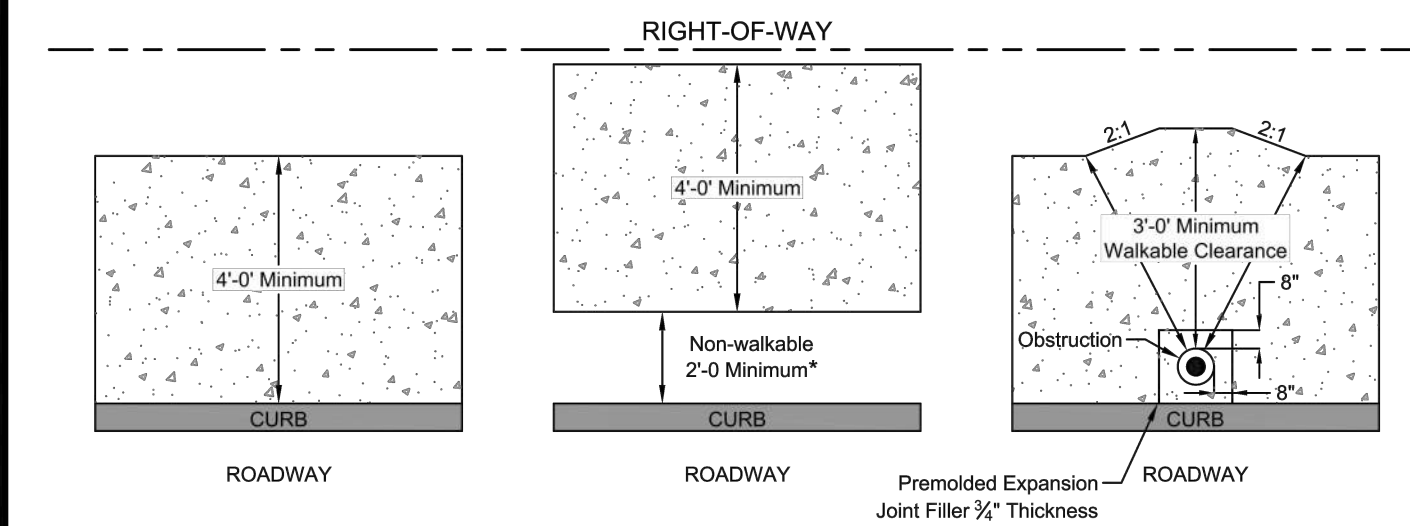 RIGHT-OF-WAY
4'-0' Minimum
CURB
ROADWAY
4'-0' Minimum
Non-walkable
2'-0 Minimum*
CURB
ROADWAY
2:1
2:1
3'-0' Minimum
Walkable Clearance
8"
Obstruction
8"
CURB
ROADWAY
Premolded Expansion
Joint Filler ¾" Thickness